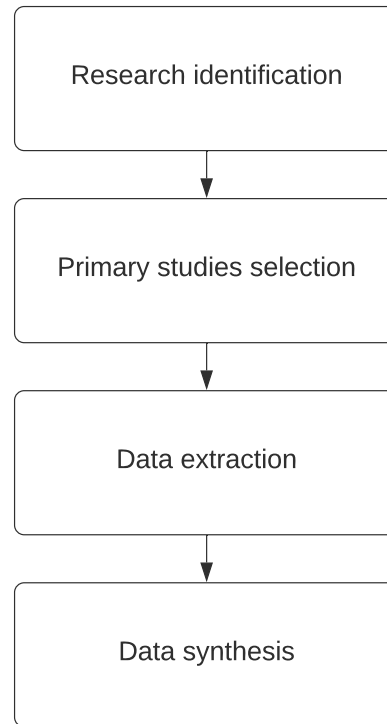 Research identification
Primary studies selection
Data extraction
Data synthesis